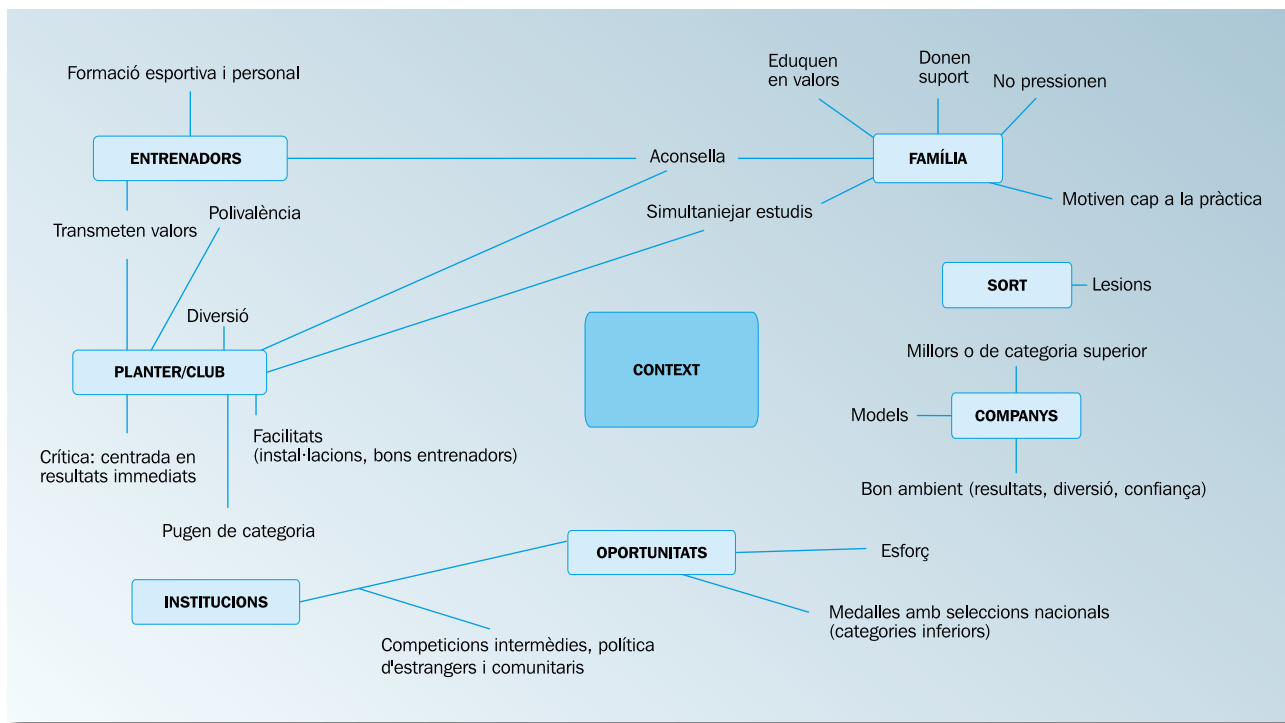 Formació esportiva i personal
Eduquen
en valors
Donen
suport
No pressionen
ENTRENADORS
Aconsella
FAMÍLIA
Motiven cap a la pràctica
Polivalència
Simultaniejar estudis
Transmeten valors
SORT
Lesions
Diversió
Millors o de categoria superior
PLANTER/CLUB
CONTEXT
Models
COMPANYS
Facilitats
(instal·lacions, bons entrenadors)
Crítica: centrada en
resultats immediats
Bon ambient (resultats, diversió, confiança)
Pugen de categoria
OPORTUNITATS
Esforç
INSTITUCIONS
Medalles amb seleccions nacionals
(categories inferiors)
Competicions intermèdies, política
d'estrangers i comunitaris